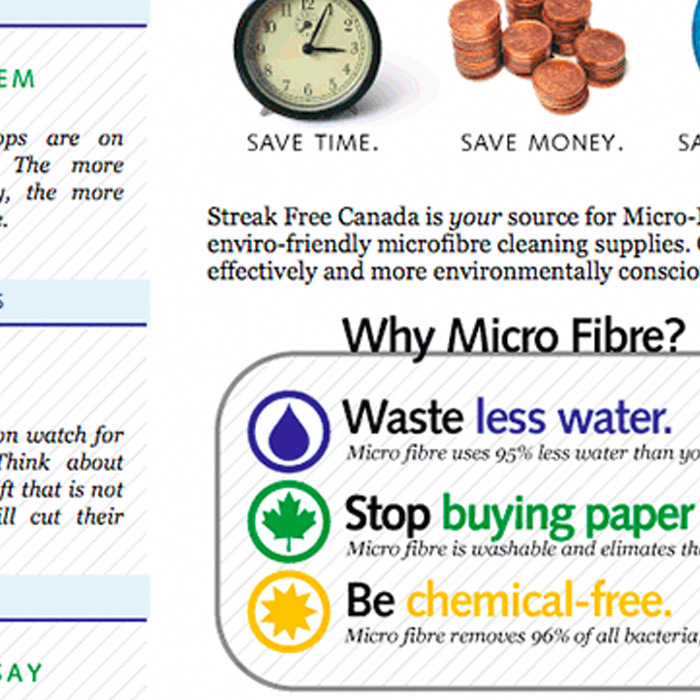 SAVE TIME.
SAVE MONEY.
EM
ops are on
The more
the more
Streak Free Canada is your source for
enviro-friendly microfibre cleaning supplies.
effectively and more environmentally
Why Micro Fibre?
Waste less water.
Micro fibre uses 95% less water than
Stop buying paper
Micro fibre is washable and elimates
Be chemical-free.
Micro fibre removes 96% of all bacteria,
on watch for
Think about
ft that is not
ill cut their
SAY